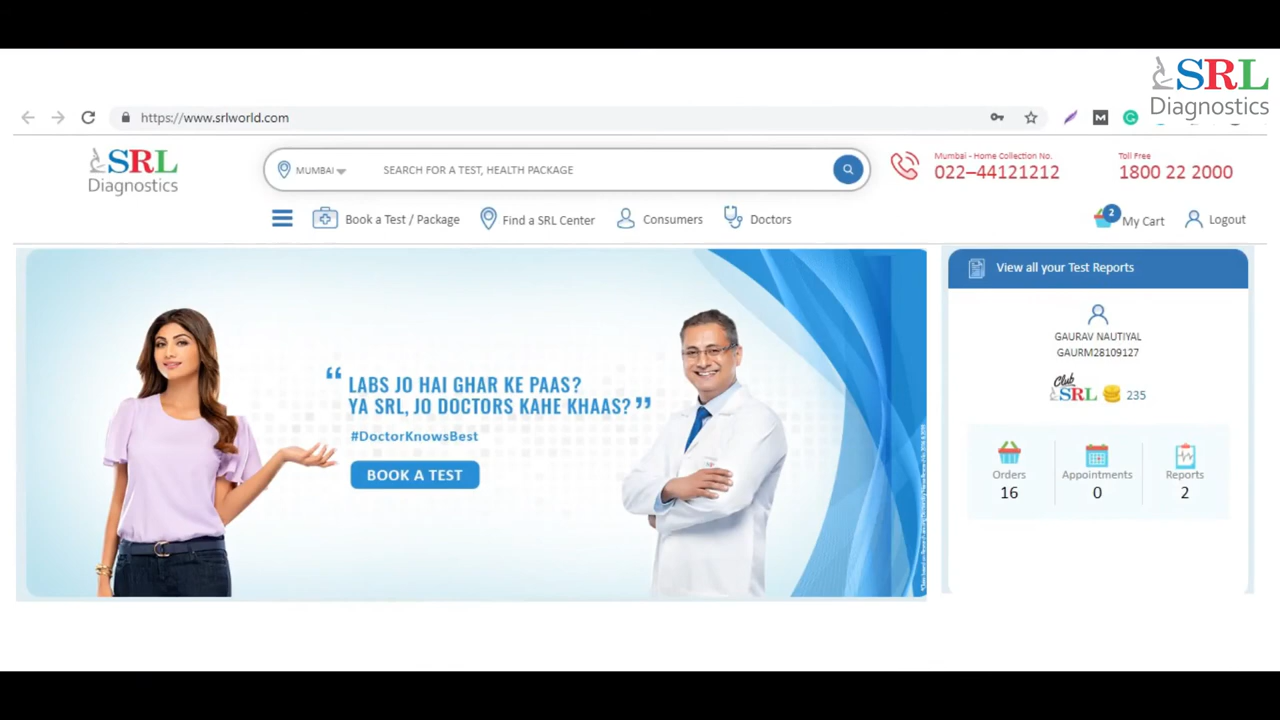 SRL
Diagnostics
https://www.srlworld.com
SRL
Diagnostics
MUMBAI
SEARCH FOR A TEST, HEALTH PACKAGE
Mumbai - Home Collection No.
022–44121212
Toll Free
1800 22 2000
Book a Test / Package
Find a SRL Center
Consumers
Doctors
2
My Cart
Logout
“ LABS JO HAI GHAR KE PAAS?
YA SRL, JO DOCTORS KAHE KHAAS? ”
#DoctorKnowsBest
BOOK A TEST
View all your Test Reports
GAURAV NAUTIYAL
GAURM28109127
Club
SRL
235
Orders
16
Appointments
0
Reports
2